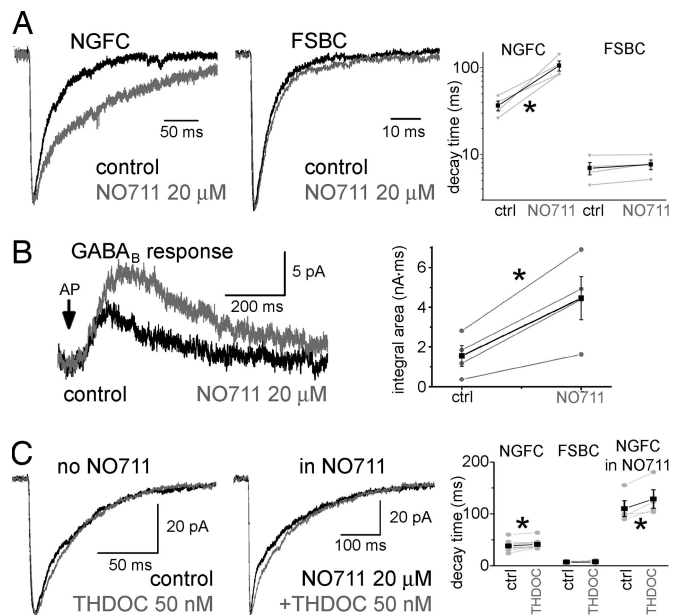 A
NGFC
FSBC
50 ms
10 ms
control
NO711 20 μM
control
NO711 20 μM
NGFC
FSBC
decay time (ms)
100
10
*
ctrl
NO711
ctrl
NO711
B
GABAB response
AP
5 pA
200 ms
control
NO711 20 μM
integral area (nA·ms)
6
4
2
0
*
ctrl
NO711
C
no NO711
in NO711
20 pA
50 ms
20 pA
100 ms
control
THDOC 50 nM
NO711 20 μM
+THDOC 50 nM
NGFC
FSBC
NGFC
in NO711
decay time (ms)
200
100
0
*
*
ctrl
THDOC
ctrl
THDOC
ctrl
THDOC